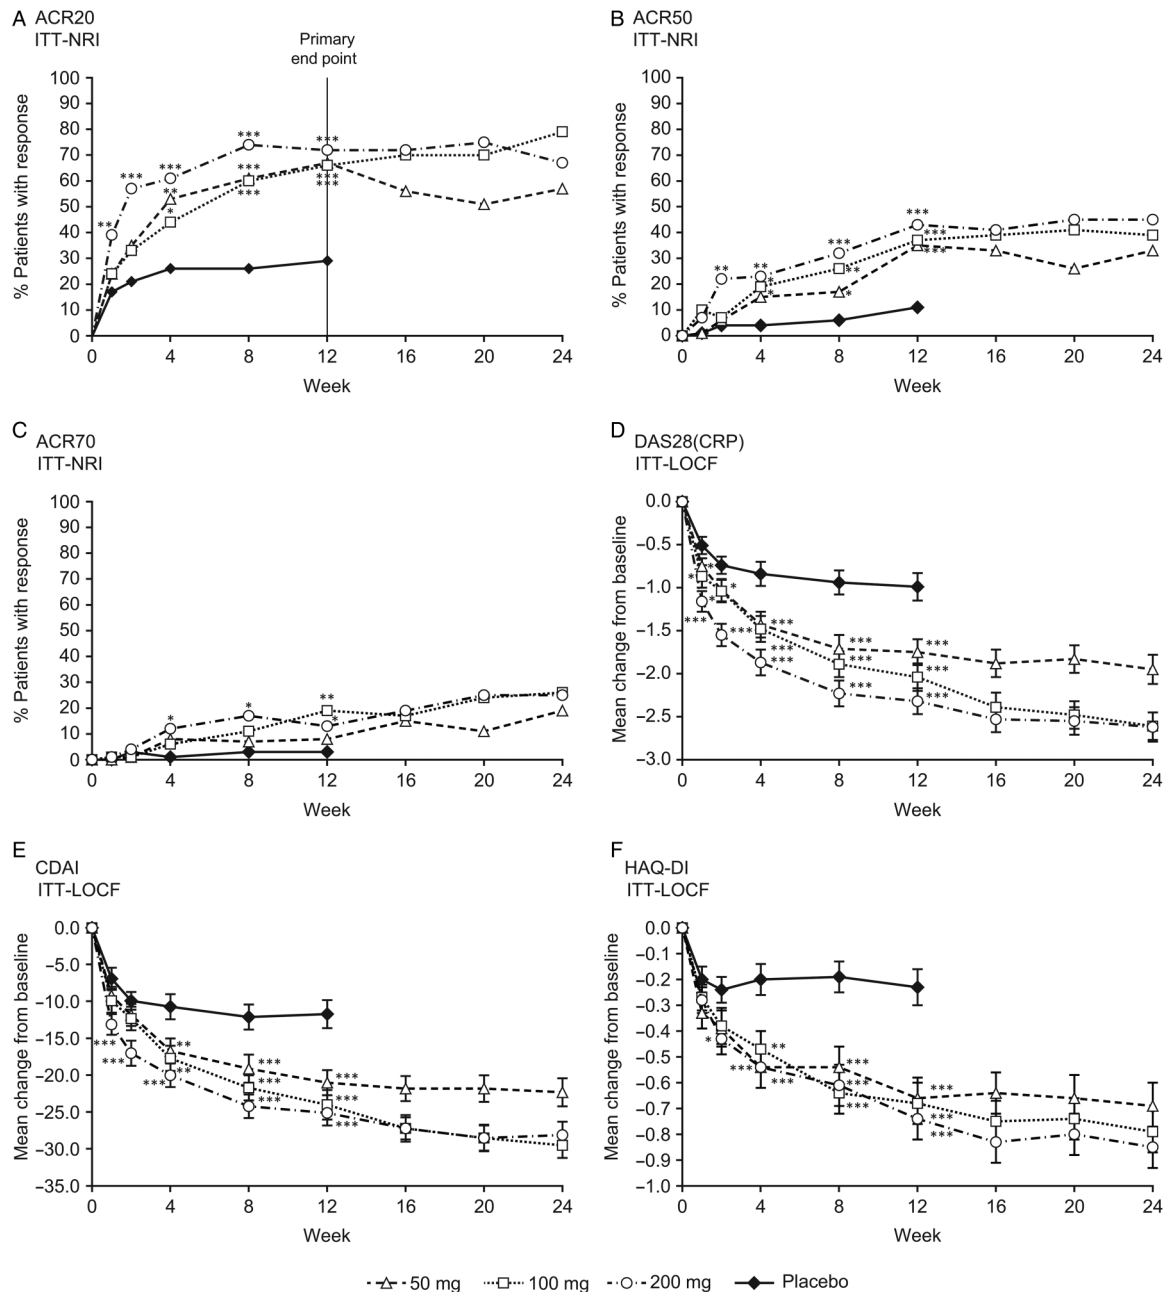 A ACR20
ITT-NRI
Primary
end point
% Patients with response
100
90
80
70
60
50
40
30
20
10
0
*** *** *** *** *** ** ** * *** *** *** ***
0 4 8 12 16 20 24
Week
B ACR50
ITT-NRI
% Patients with response
100
90
80
70
60
50
40
30
20
10
0
** ** *** *** *** *** ** * * *
0 4 8 12 16 20 24
Week
C ACR70
ITT-NRI
% Patients with response
100
90
80
70
60
50
40
30
20
10
0
* * ** *
0 4 8 12 16 20 24
Week
D DAS28(CRP)
ITT-LOCF
Mean change from baseline
0.0
−0.5
−1.0
−1.5
−2.0
−2.5
−3.0
* * * * *** *** *** *** *** *** *** *** *** *** ***
0 4 8 12 16 20 24
Week
E CDAI
ITT-LOCF
Mean change from baseline
0.0
−5.0
−10.0
−15.0
−20.0
−25.0
−30.0
−35.0
*** *** *** ** ** *** *** *** *** *** ***
0 4 8 12 16 20 24
Week
F HAQ-DI
ITT-LOCF
Mean change from baseline
0.0
−0.1
−0.2
−0.3
−0.4
−0.5
−0.6
−0.7
−0.8
−0.9
−1.0
* *** ** *** *** *** *** *** *** ***
0 4 8 12 16 20 24
Week
50 mg 100 mg 200 mg Placebo